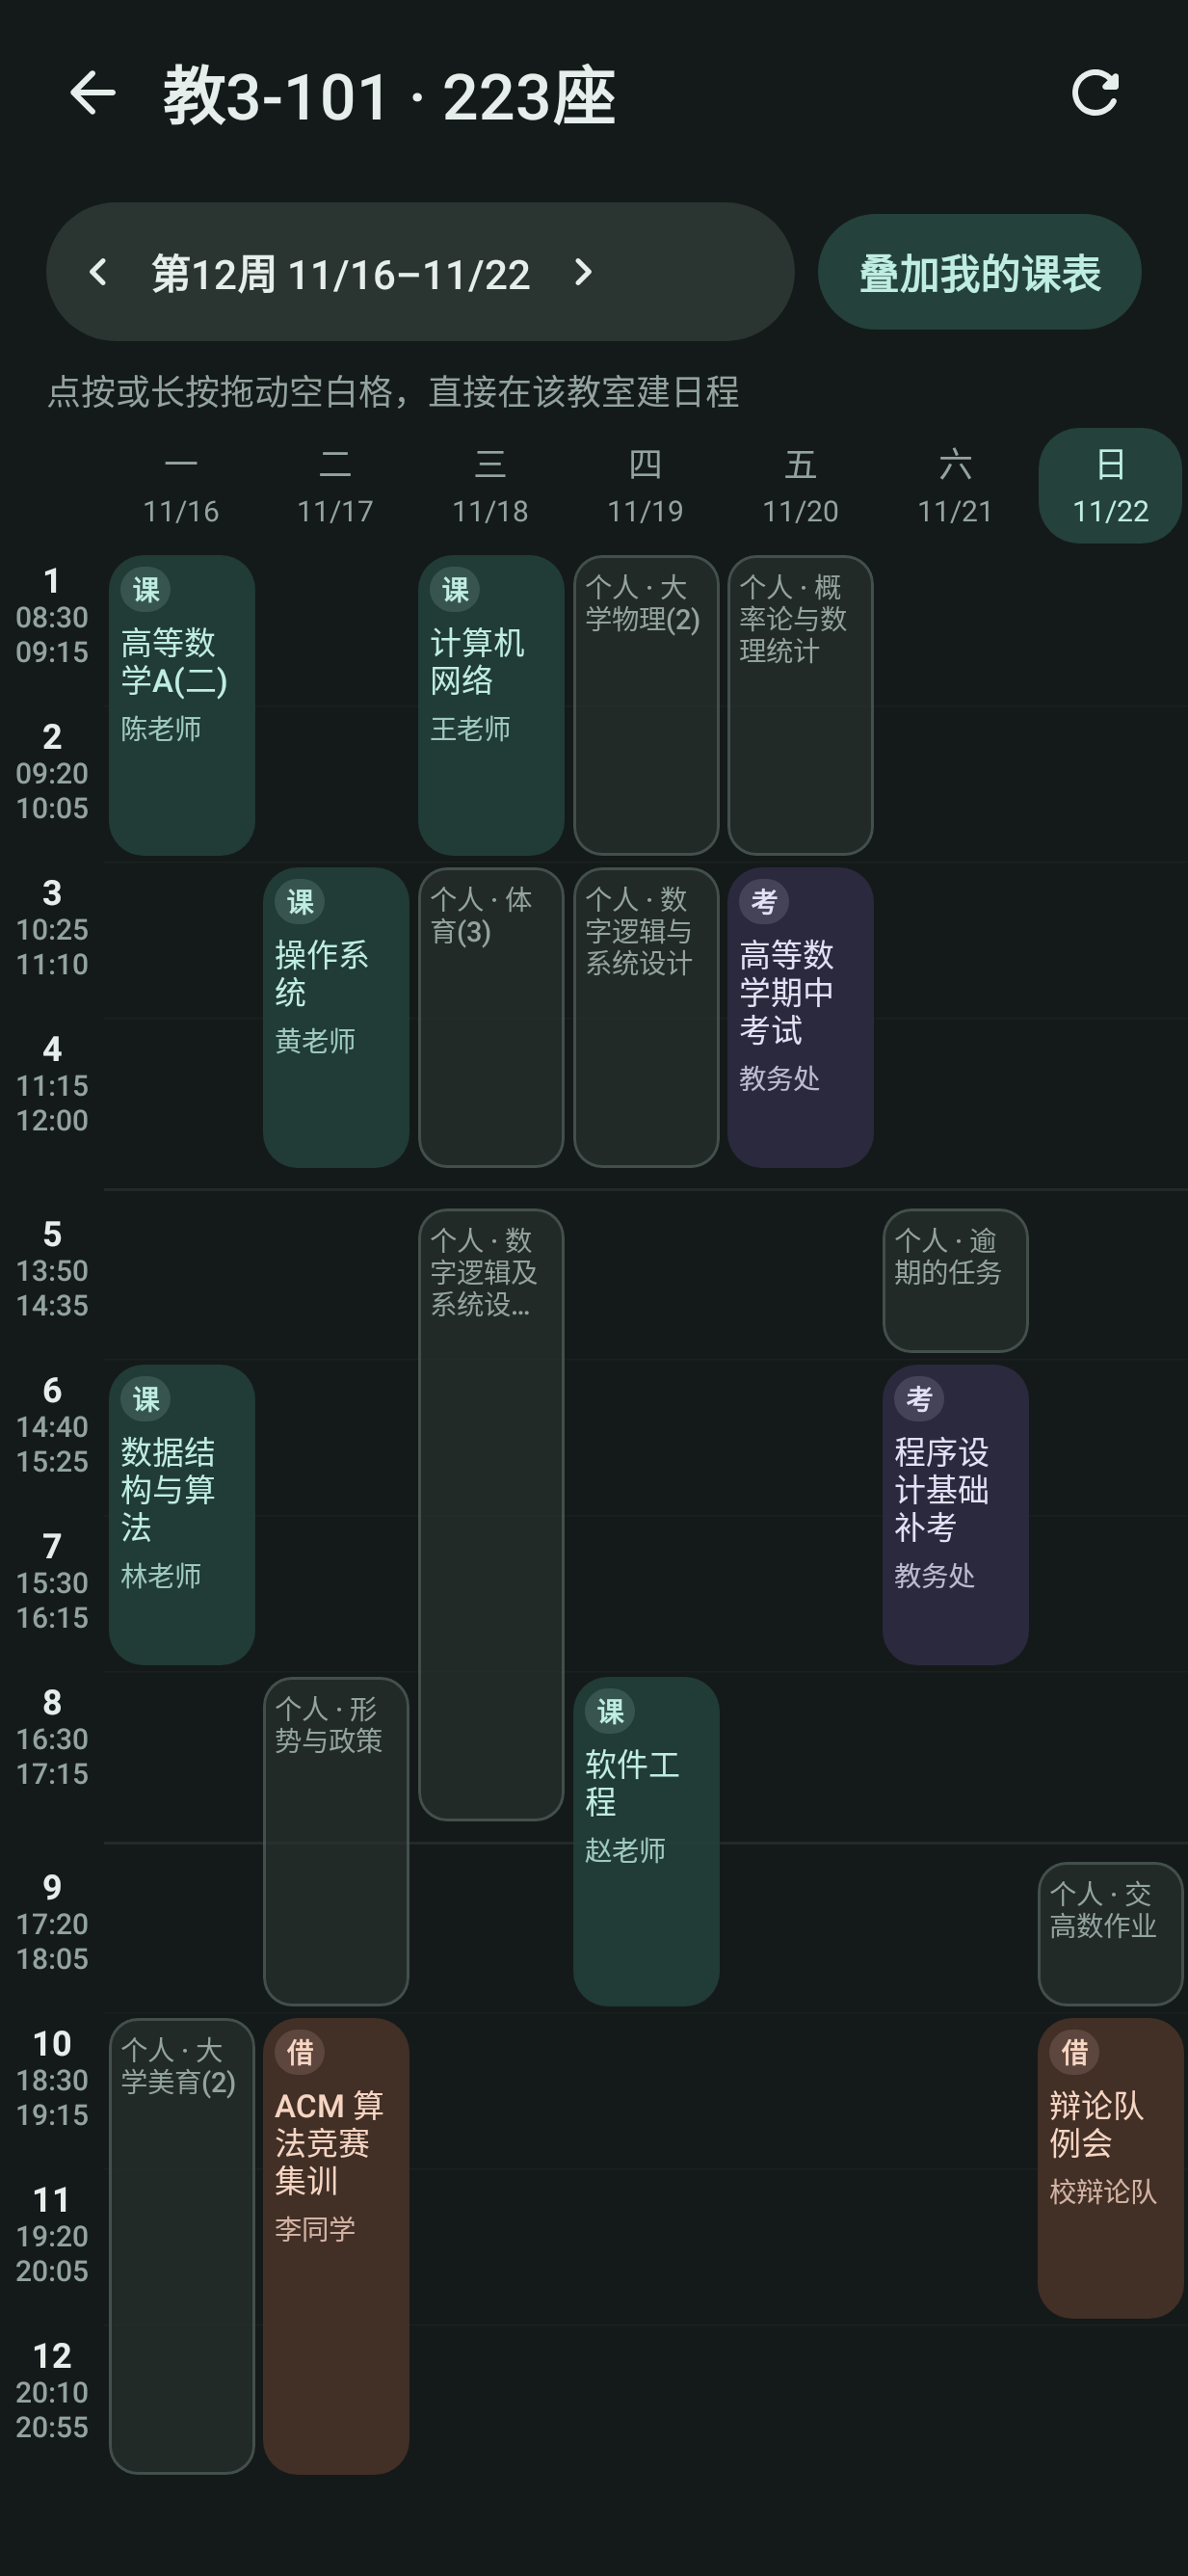 教3-101 · 223座
第12周 11/16–11/22
叠加我的课表
点按或长按拖动空白格，直接在该教室建日程
一
11/16
二
11/17
三
11/18
四
11/19
五
11/20
六
11/21
日
11/22
1
08:30
09:15
课
高等数
学A(二)
陈老师
课
计算机
网络
王老师
个人 · 大
学物理(2)
个人 · 概
率论与数
理统计
2
09:20
10:05
3
10:25
11:10
课
操作系
统
黄老师
个人 · 体
育(3)
个人 · 数
字逻辑与
系统设计
考
高等数
学期中
考试
教务处
4
11:15
12:00
5
13:50
14:35
个人 · 数
字逻辑及
系统设...
个人 · 逾
期的任务
6
14:40
15:25
课
数据结
构与算
法
林老师
考
程序设
计基础
补考
教务处
7
15:30
16:15
8
16:30
17:15
个人 · 形
势与政策
课
软件工
程
赵老师
9
17:20
18:05
个人 · 交
高数作业
10
18:30
19:15
个人 · 大
学美育(2)
借
ACM 算
法竞赛
集训
李同学
借
辩论队
例会
校辩论队
11
19:20
20:05
12
20:10
20:55